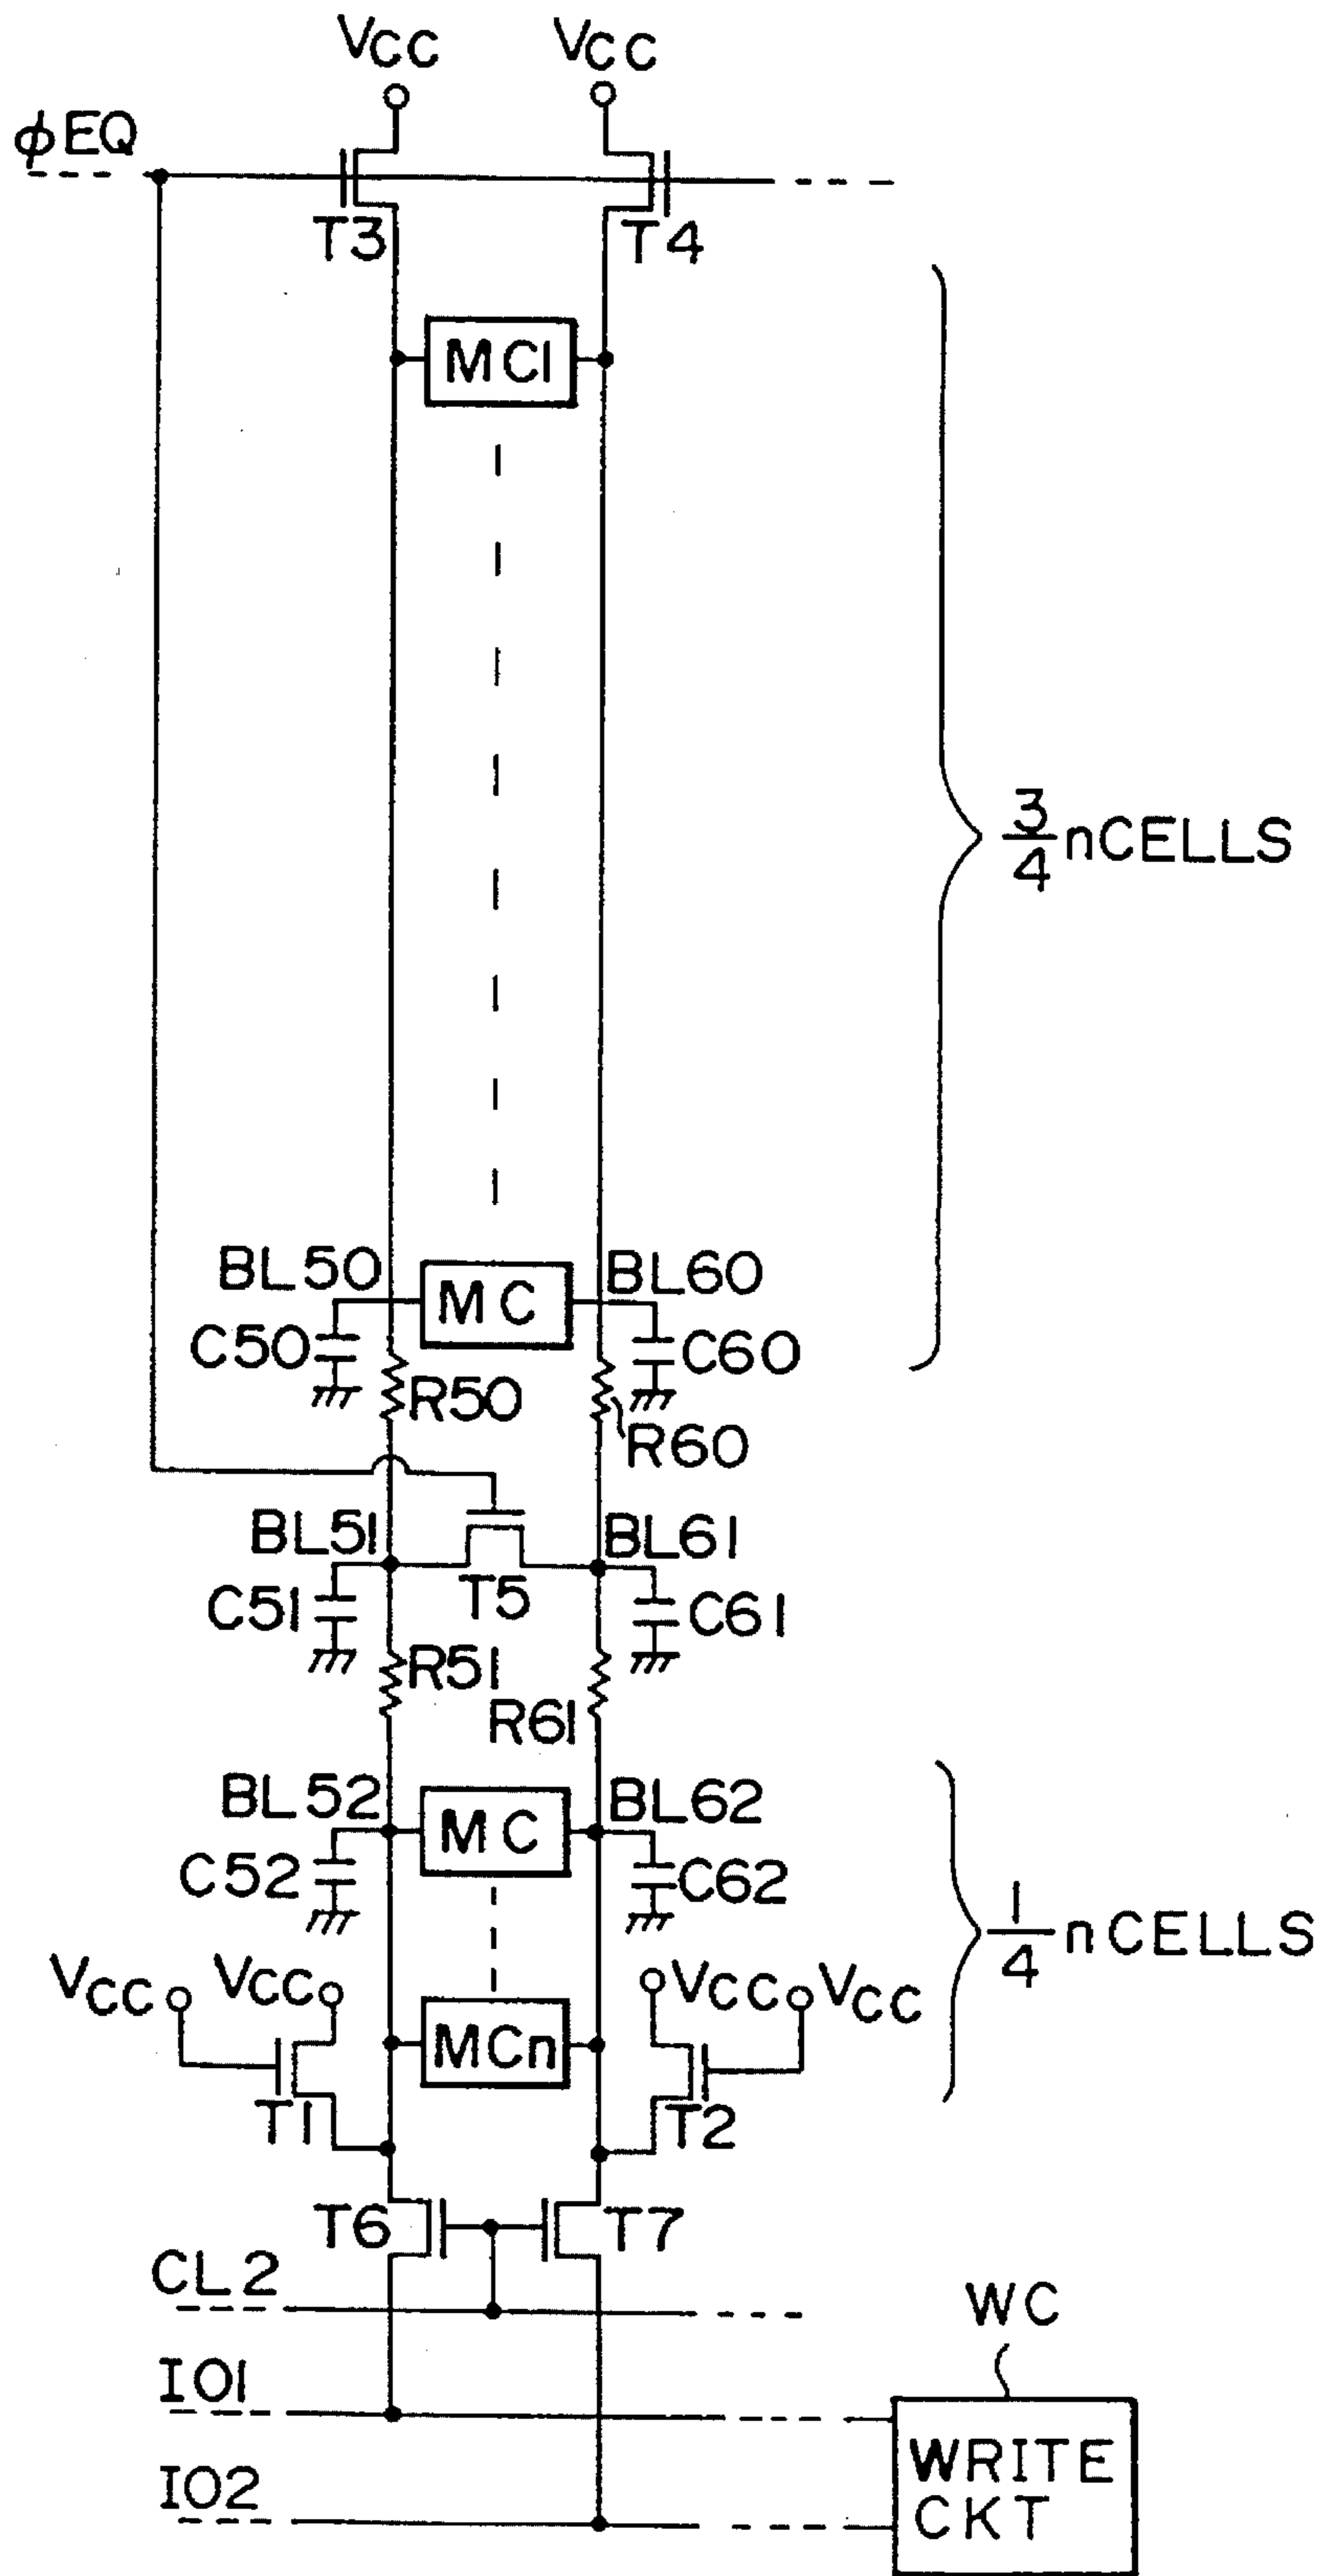 VCC VCC
ϕEQ
T3 T4
MC1
3/4 nCELLS
BL50 MC BL60
C50 C60
R50
R60
BL51 BL61
C51 T5 C61
R51
R61
BL52 MC BL62
C52 C62
1/4 nCELLS
VCC VCC VCC VCC
MCn
T1 T2
T6 T7
CL2
WC
IO1
WRITE
CKT
IO2